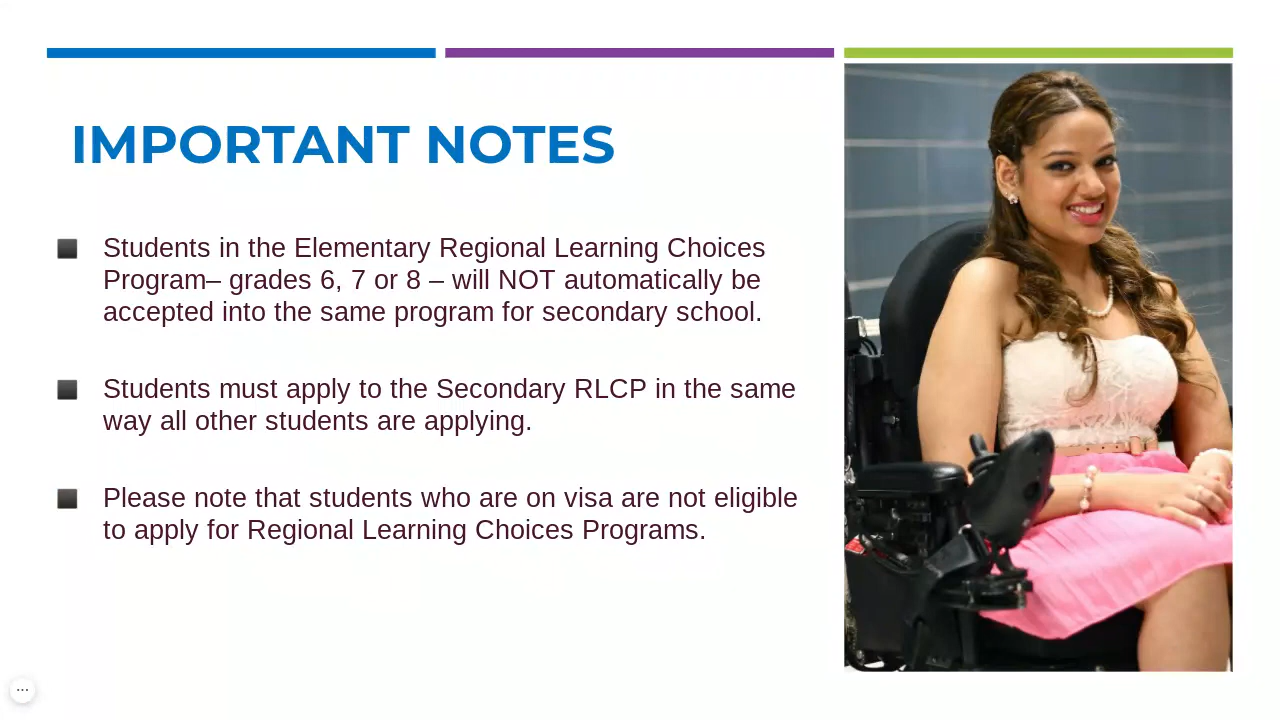 IMPORTANT NOTES
Students in the Elementary Regional Learning Choices
Program– grades 6, 7 or 8 – will NOT automatically be
accepted into the same program for secondary school.
Students must apply to the Secondary RLCP in the same
way all other students are applying.
Please note that students who are on visa are not eligible
to apply for Regional Learning Choices Programs.